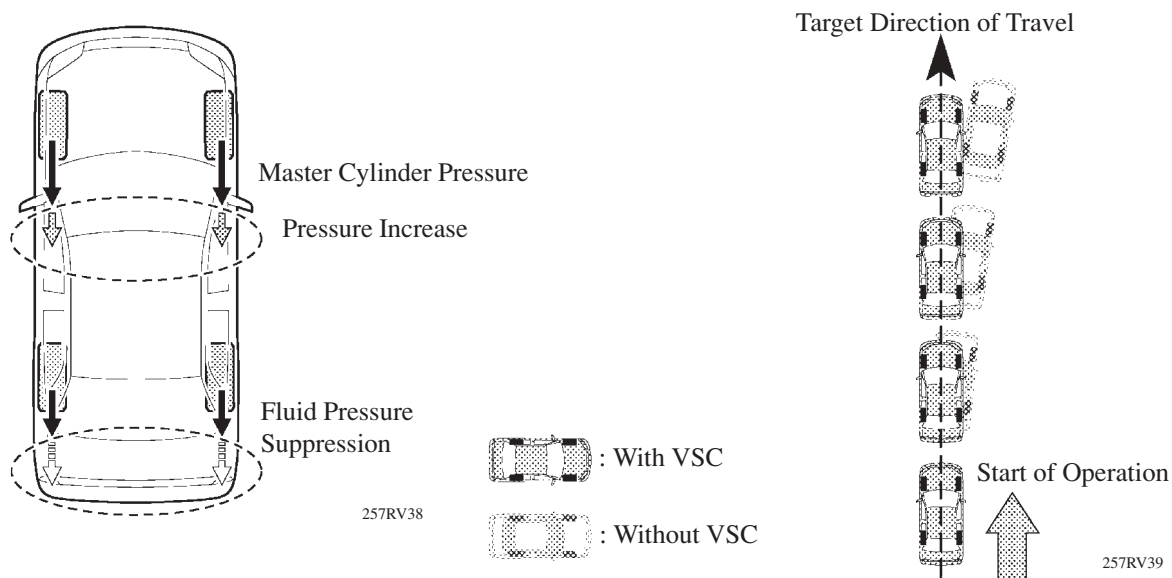 Master Cylinder Pressure
Pressure Increase
Fluid Pressure
Suppression
257RV38
: With VSC
: Without VSC
Target Direction of Travel
Start of Operation
257RV39